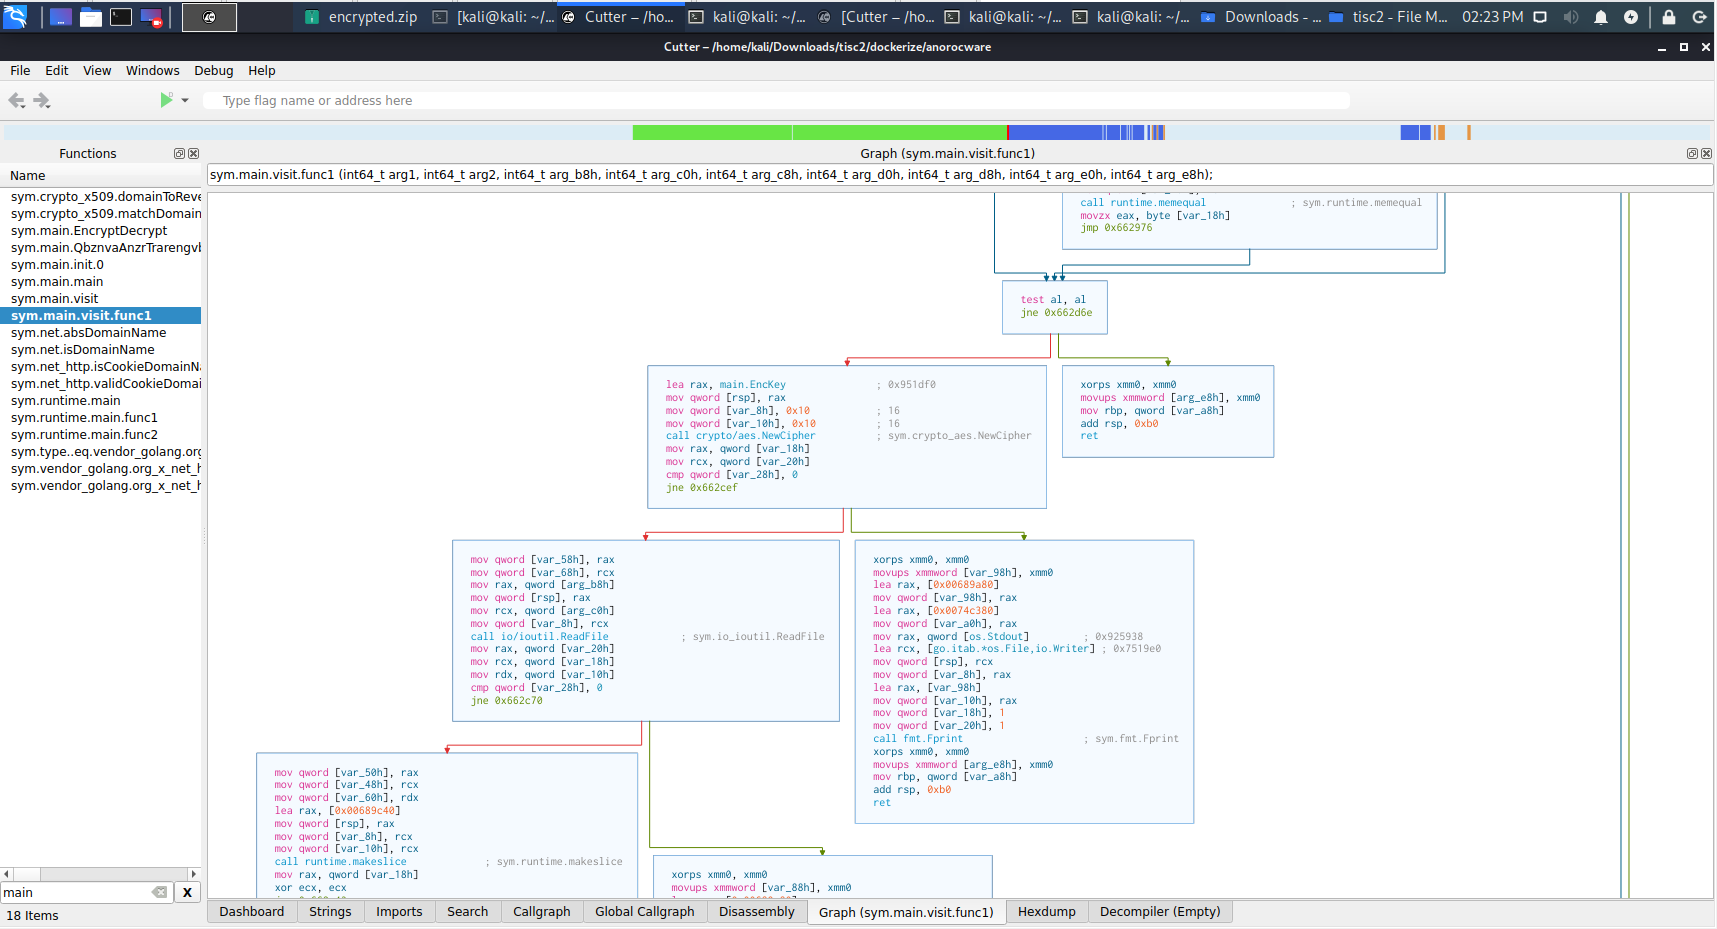 encrypted.zip
[kali@kali: ~/...
Cutter – /ho...
kali@kali: ~/...
[Cutter – /ho...
kali@kali: ~/...
kali@kali: ~/...
Downloads - ...
tisc2 - File M...
02:23 PM
Cutter – /home/kali/Downloads/tisc2/dockerize/anorocware
File Edit View Windows Debug Help
Type flag name or address here
Functions
Name
sym.crypto_x509.domainToReve
sym.crypto_x509.matchDomain
sym.main.EncryptDecrypt
sym.main.QbznvaAnzrTrarengvb
sym.main.init.0
sym.main.main
sym.main.visit
sym.main.visit.func1
sym.net.absDomainName
sym.net.isDomainName
sym.net_http.isCookieDomainNa
sym.net_http.validCookieDomai
sym.runtime.main
sym.runtime.main.func1
sym.runtime.main.func2
sym.type..eq.vendor_golang.org
sym.vendor_golang.org_x_net_h
sym.vendor_golang.org_x_net_h
main
X
18 Items
Graph (sym.main.visit.func1)
sym.main.visit.func1 (int64_t arg1, int64_t arg2, int64_t arg_b8h, int64_t arg_c0h, int64_t arg_c8h, int64_t arg_d0h, int64_t arg_d8h, int64_t arg_e0h, int64_t arg_e8h);
call runtime.memequal ; sym.runtime.memequal
movzx eax, byte [var_18h]
jmp 0x662976
test al, al
jne 0x662d6e
lea rax, main.EncKey ; 0x951df0
mov qword [rsp], rax
mov qword [var_8h], 0x10 ; 16
mov qword [var_10h], 0x10 ; 16
call crypto/aes.NewCipher ; sym.crypto_aes.NewCipher
mov rax, qword [var_18h]
mov rcx, qword [var_20h]
cmp qword [var_28h], 0
jne 0x662cef
xorps xmm0, xmm0
movups xmmword [arg_e8h], xmm0
mov rbp, qword [var_a8h]
add rsp, 0xb0
ret
mov qword [var_58h], rax
mov qword [var_68h], rcx
mov rax, qword [arg_b8h]
mov qword [rsp], rax
mov rcx, qword [arg_c0h]
mov qword [var_8h], rcx
call io/ioutil.ReadFile ; sym.io_ioutil.ReadFile
mov rax, qword [var_20h]
mov rcx, qword [var_18h]
mov rdx, qword [var_10h]
cmp qword [var_28h], 0
jne 0x662c70
xorps xmm0, xmm0
movups xmmword [var_98h], xmm0
lea rax, [0x00689a80]
mov qword [var_98h], rax
lea rax, [0x0074c380]
mov qword [var_a0h], rax
mov rax, qword [os.Stdout] ; 0x925938
lea rcx, [go.itab.*os.File,io.Writer] ; 0x7519e0
mov qword [rsp], rcx
mov qword [var_8h], rax
lea rax, [var_98h]
mov qword [var_10h], rax
mov qword [var_18h], 1
mov qword [var_20h], 1
call fmt.Fprint ; sym.fmt.Fprint
xorps xmm0, xmm0
movups xmmword [arg_e8h], xmm0
mov rbp, qword [var_a8h]
add rsp, 0xb0
ret
mov qword [var_50h], rax
mov qword [var_48h], rcx
mov qword [var_60h], rdx
lea rax, [0x00689c40]
mov qword [rsp], rax
mov qword [var_8h], rcx
mov qword [var_10h], rcx
call runtime.makeslice ; sym.runtime.makeslice
mov rax, qword [var_18h]
xor ecx, ecx
xorps xmm0, xmm0
movups xmmword [var_88h], xmm0
Dashboard
Strings
Imports
Search
Callgraph
Global Callgraph
Disassembly
Graph (sym.main.visit.func1)
Hexdump
Decompiler (Empty)